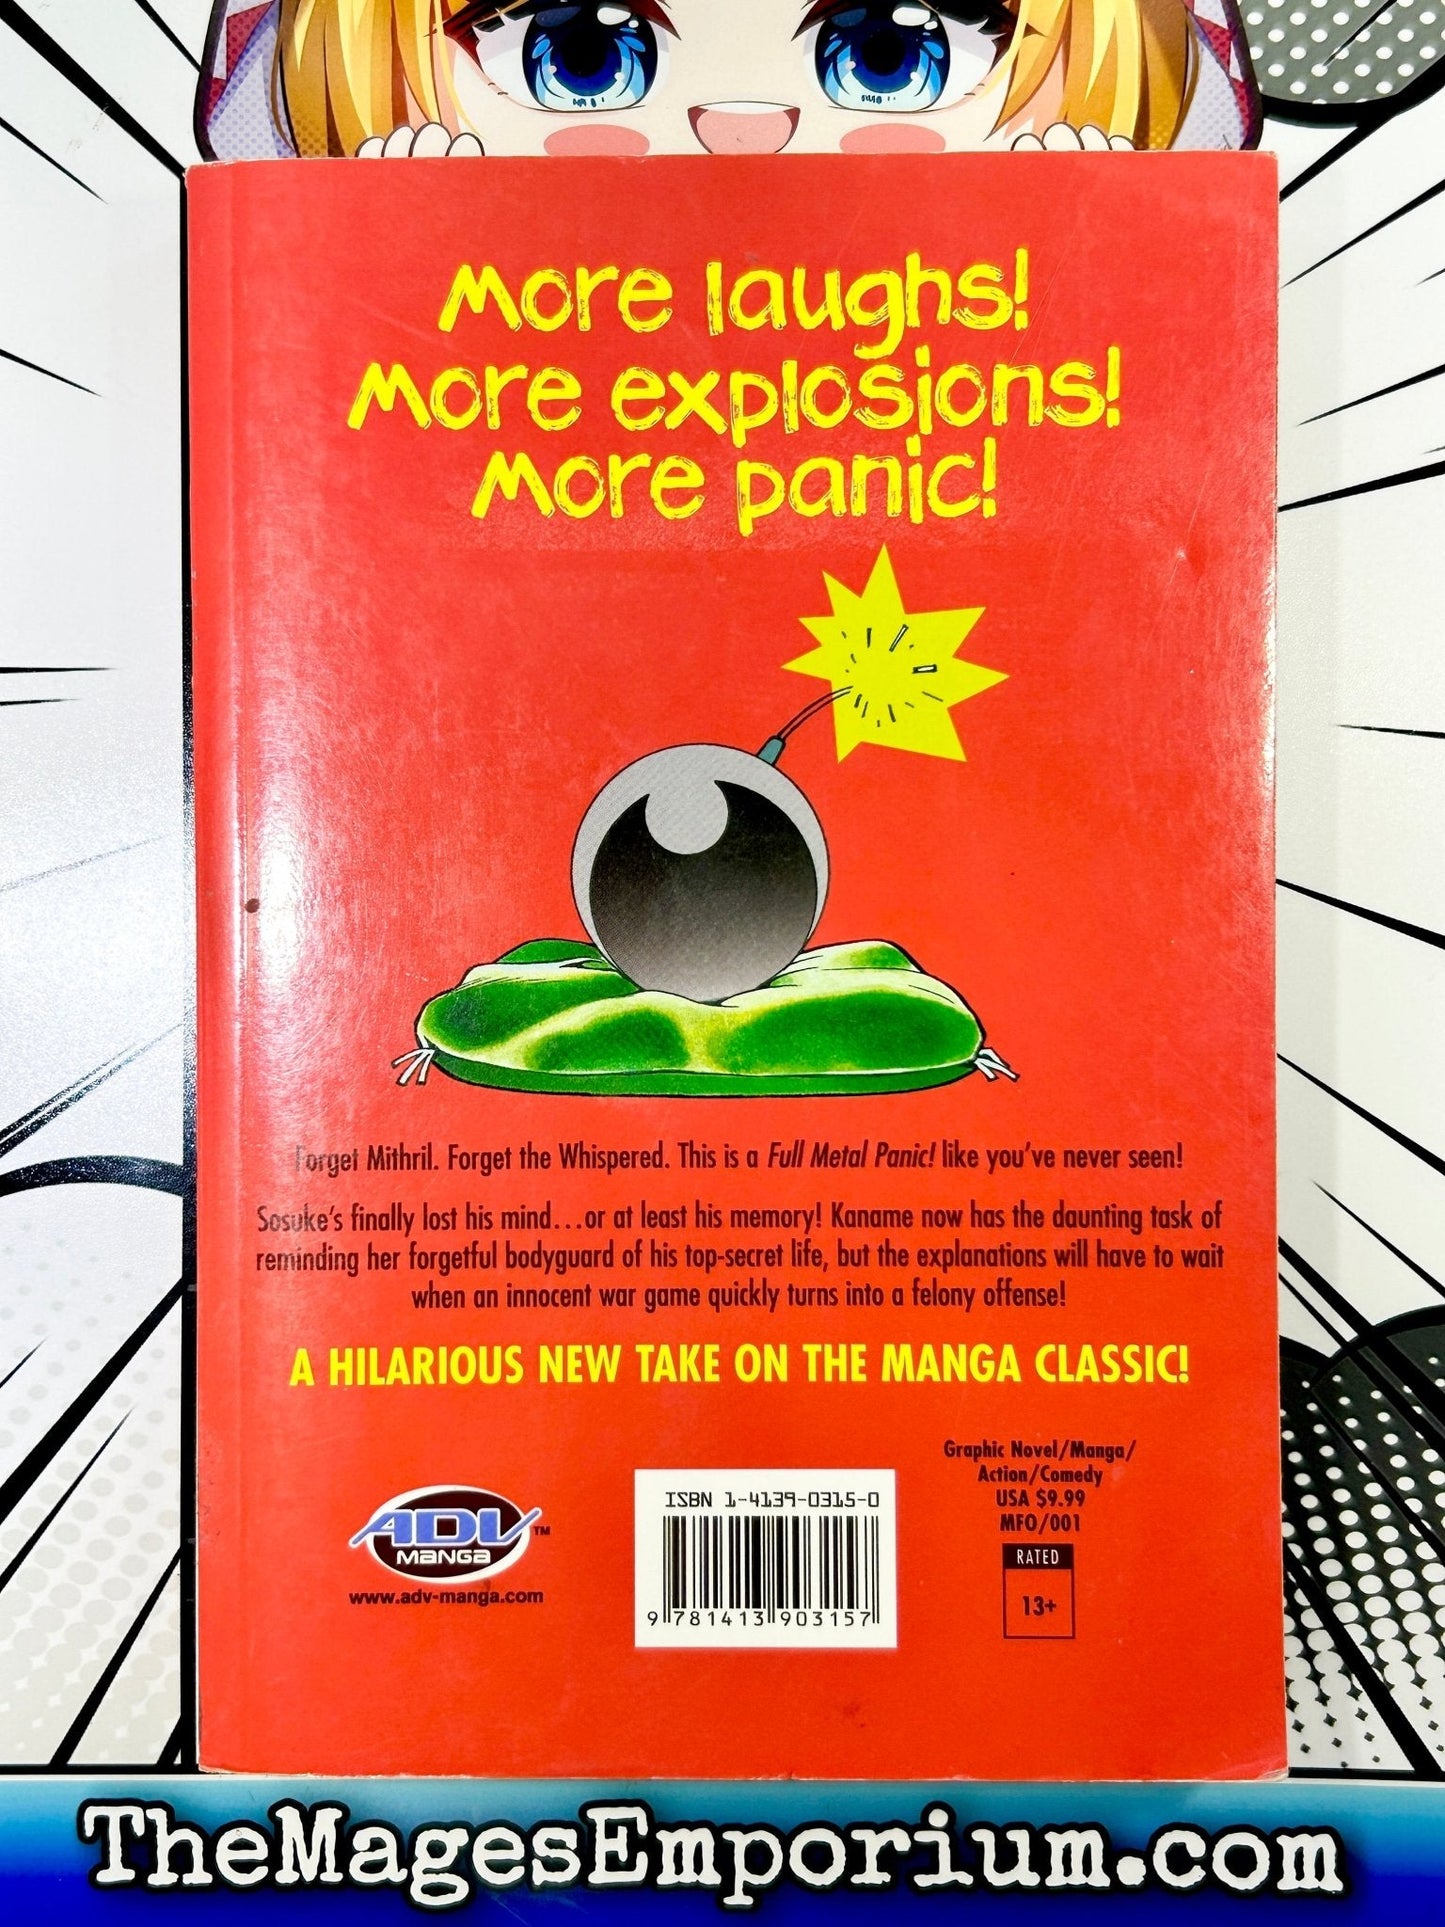 More laughs!
More explosions!
More panic!
Forget Mithril. Forget the Whispered. This is a Full Metal Panic! like you've never seen!
Sosuke's finally lost his mind...or at least his memory! Kaname now has the daunting task of
reminding her forgetful bodyguard of his top-secret life, but the explanations will have to wait
when an innocent war game quickly turns into a felony offense!
A HILARIOUS NEW TAKE ON THE MANGA CLASSIC!
Graphic Novel/Manga/
Action/Comedy
USA $9.99
MFO/001
RATED
13+
ADV™
MANGA
www.adv-manga.com
ISBN 1-4139-0315-0
9 781413 903157
TheMagesEmporium.com